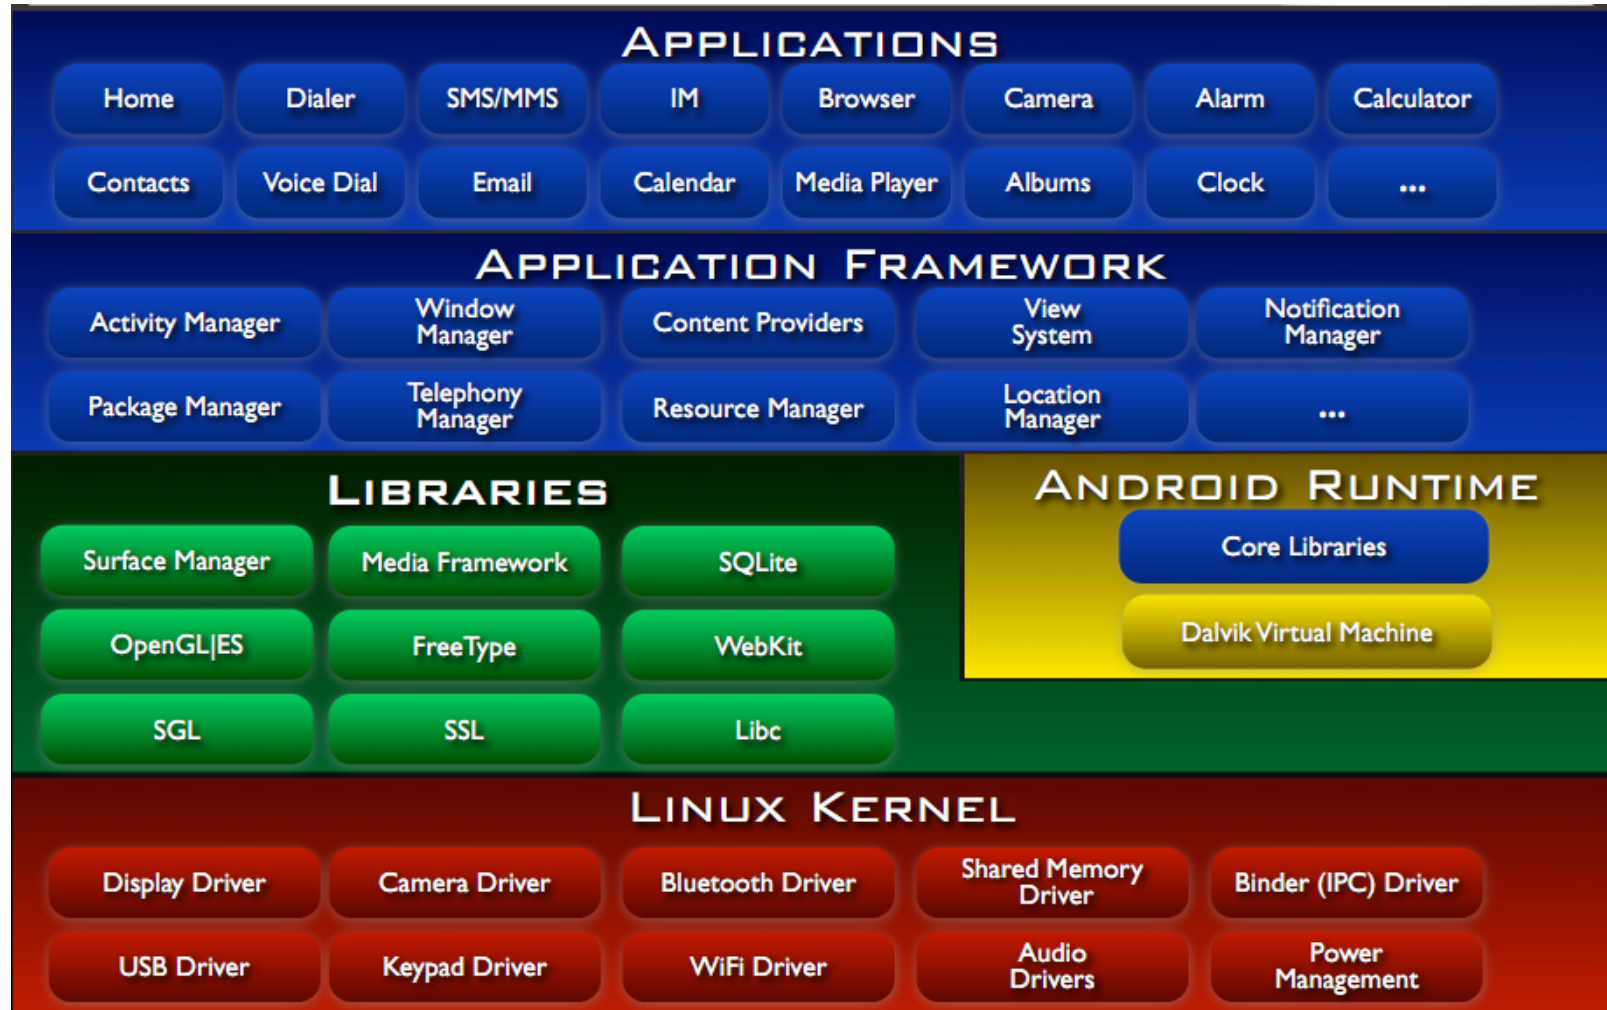 APPLICATIONS
Home
Dialer
SMS/MMS
IM
Browser
Camera
Alarm
Calculator
Contacts
Voice Dial
Email
Calendar
Media Player
Albums
Clock
...
APPLICATION FRAMEWORK
Activity Manager
Window
Manager
Content Providers
View
System
Notification
Manager
Package Manager
Telephony
Manager
Resource Manager
Location
Manager
...
LIBRARIES
Surface Manager
Media Framework
SQLite
OpenGL|ES
FreeType
WebKit
SGL
SSL
Libc
ANDROID RUNTIME
Core Libraries
Dalvik Virtual Machine
LINUX KERNEL
Display Driver
Camera Driver
Bluetooth Driver
Shared Memory
Driver
Binder (IPC) Driver
USB Driver
Keypad Driver
WiFi Driver
Audio
Drivers
Power
Management